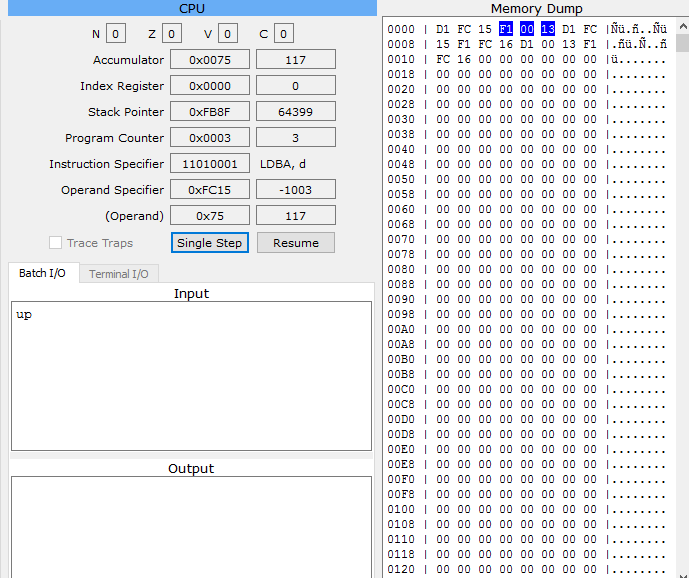 CPU
N 0 Z 0 V 0 C 0
Accumulator 0x0075 117
Index Register 0x0000 0
Stack Pointer 0xFB8F 64399
Program Counter 0x0003 3
Instruction Specifier 11010001 LDBA, d
Operand Specifier 0xFC15 -1003
(Operand) 0x75 117
Trace Traps Single Step Resume
Batch I/O Terminal I/O
Input
up
Output
Memory Dump
0000 | D1 FC 15 F1 00 13 D1 FC |Ñü.ñ..Ñü
0008 | 15 F1 FC 16 D1 00 13 F1 |.ñü.Ñ..ñ
0010 | FC 16 00 00 00 00 00 00 |ü.......
0018 | 00 00 00 00 00 00 00 00 |........
0020 | 00 00 00 00 00 00 00 00 |........
0028 | 00 00 00 00 00 00 00 00 |........
0030 | 00 00 00 00 00 00 00 00 |........
0038 | 00 00 00 00 00 00 00 00 |........
0040 | 00 00 00 00 00 00 00 00 |........
0048 | 00 00 00 00 00 00 00 00 |........
0050 | 00 00 00 00 00 00 00 00 |........
0058 | 00 00 00 00 00 00 00 00 |........
0060 | 00 00 00 00 00 00 00 00 |........
0068 | 00 00 00 00 00 00 00 00 |........
0070 | 00 00 00 00 00 00 00 00 |........
0078 | 00 00 00 00 00 00 00 00 |........
0080 | 00 00 00 00 00 00 00 00 |........
0088 | 00 00 00 00 00 00 00 00 |........
0090 | 00 00 00 00 00 00 00 00 |........
0098 | 00 00 00 00 00 00 00 00 |........
00A0 | 00 00 00 00 00 00 00 00 |........
00A8 | 00 00 00 00 00 00 00 00 |........
00B0 | 00 00 00 00 00 00 00 00 |........
00B8 | 00 00 00 00 00 00 00 00 |........
00C0 | 00 00 00 00 00 00 00 00 |........
00C8 | 00 00 00 00 00 00 00 00 |........
00D0 | 00 00 00 00 00 00 00 00 |........
00D8 | 00 00 00 00 00 00 00 00 |........
00E0 | 00 00 00 00 00 00 00 00 |........
00E8 | 00 00 00 00 00 00 00 00 |........
00F0 | 00 00 00 00 00 00 00 00 |........
00F8 | 00 00 00 00 00 00 00 00 |........
0100 | 00 00 00 00 00 00 00 00 |........
0108 | 00 00 00 00 00 00 00 00 |........
0110 | 00 00 00 00 00 00 00 00 |........
0118 | 00 00 00 00 00 00 00 00 |........
0120 | 00 00 00 00 00 00 00 00 |........